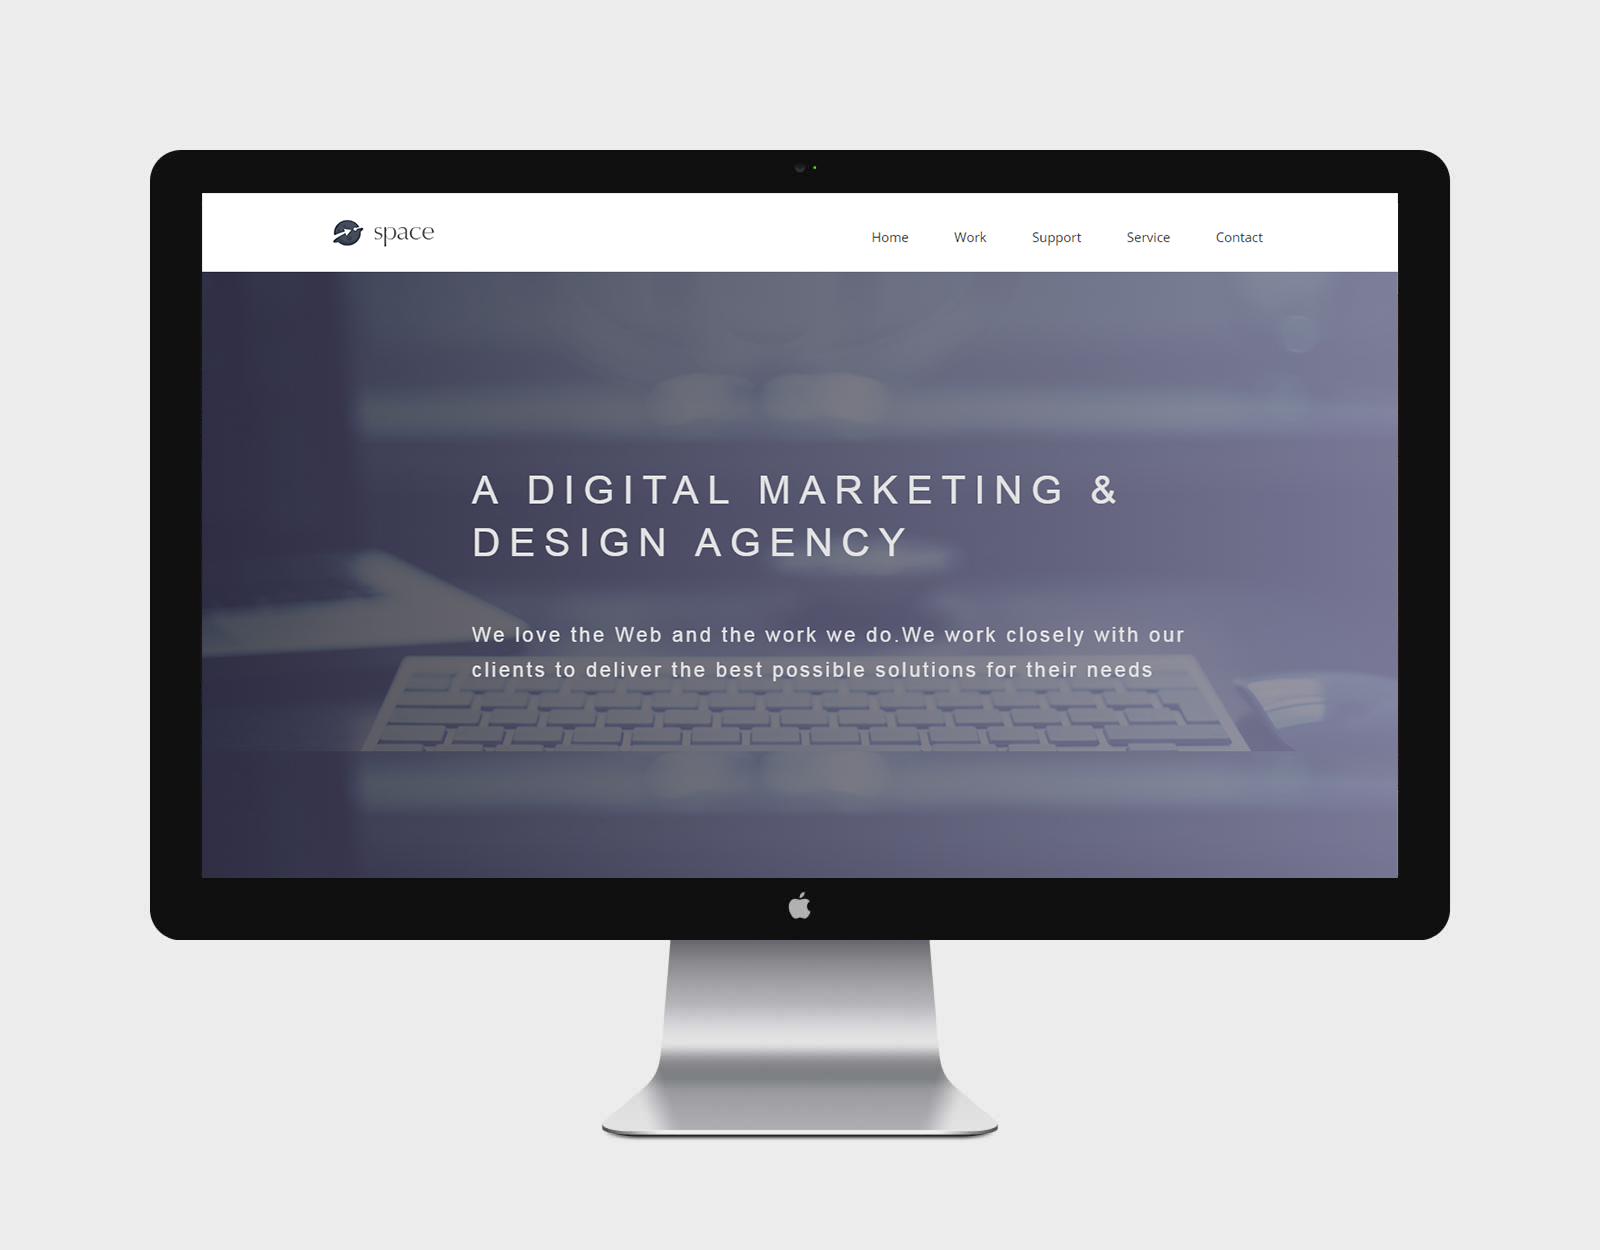 space
Home Work Support Service Contact
A DIGITAL MARKETING &
DESIGN AGENCY
We love the Web and the work we do.We work closely with our
clients to deliver the best possible solutions for their needs